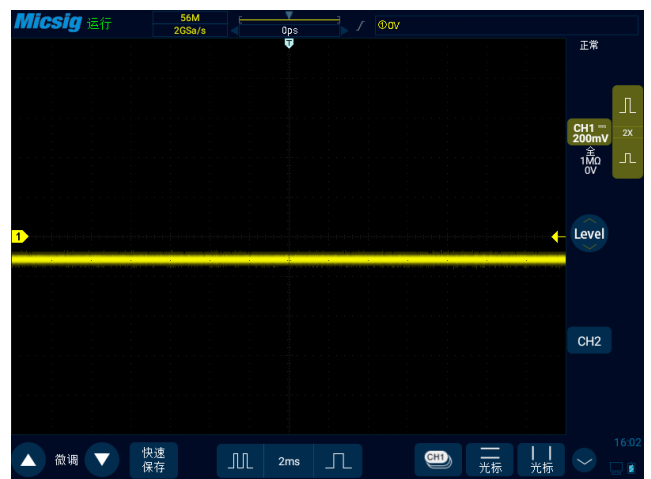 Micsig 运行
56M
2GSa/s
0ps
①0V
T
正常
CH1
200mV
2X
全
1MΩ
0V
1
Level
CH2
微调
快速
保存
2ms
CH1
光标
光标
16:02